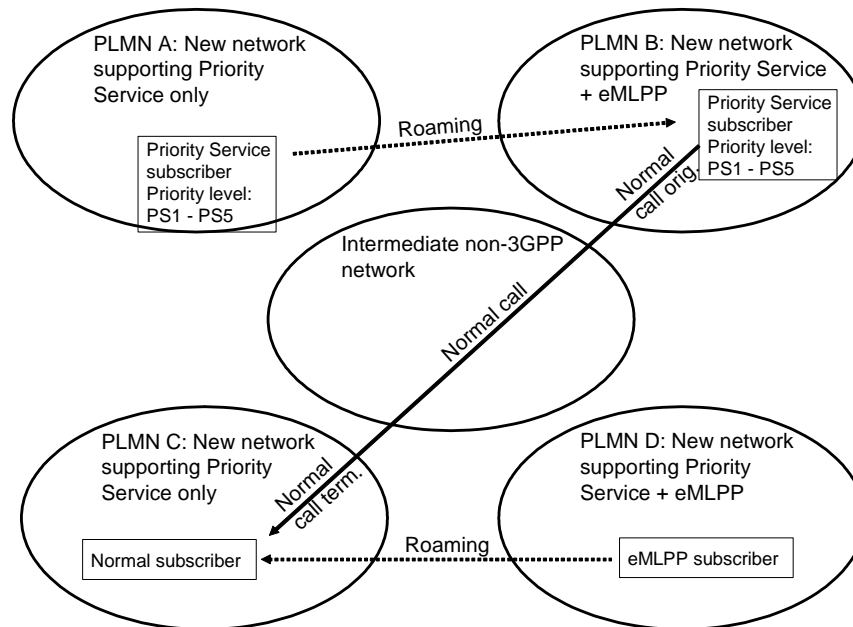 PLMN A: New network
supporting Priority
Service only
PLMN B: New network
supporting Priority Service
+ eMLPP
Roaming
Priority Service
subscriber
Priority level:
PS1 - PS5
Priority Service
subscriber
Priority level:
PS1 - PS5
Normal
call orig.
Intermediate non-3GPP
network
Normal call
PLMN C: New network
supporting Priority
Service only
PLMN D: New network
supporting Priority
Service + eMLPP
Normal
call term.
Normal subscriber
Roaming
eMLPP subscriber